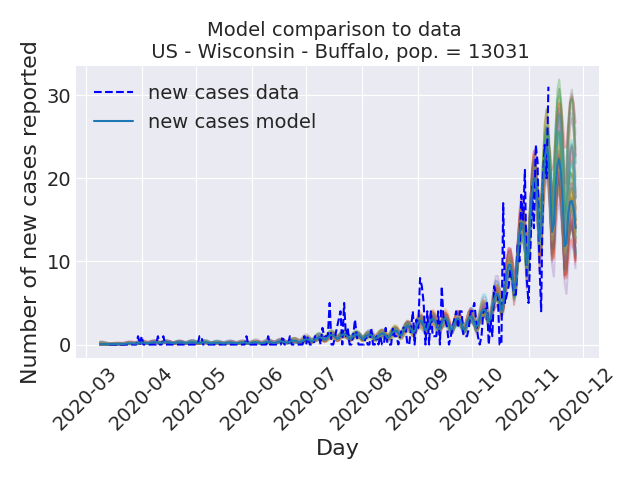 Model comparison to data
US - Wisconsin - Buffalo, pop. = 13031
new cases data
new cases model
Number of new cases reported
30
20
10
0
2020-03
2020-04
2020-05
2020-06
2020-07
2020-08
2020-09
2020-10
2020-11
2020-12
Day